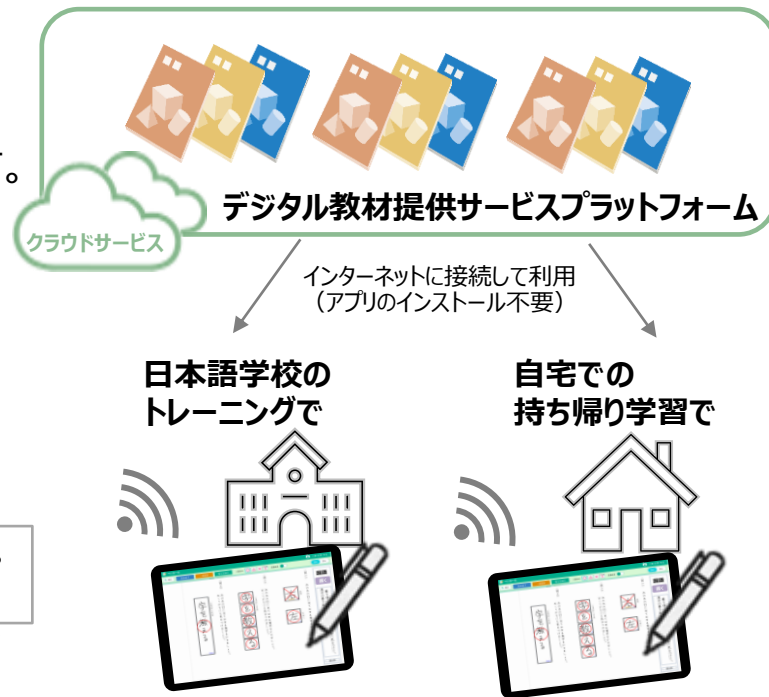 。
デジタル教材提供サービスプラットフォーム
クラウドサービス
インターネットに接続して利用
（アプリのインストール不要）
日本語学校の
トレーニングで
自宅での
持ち帰り学習で